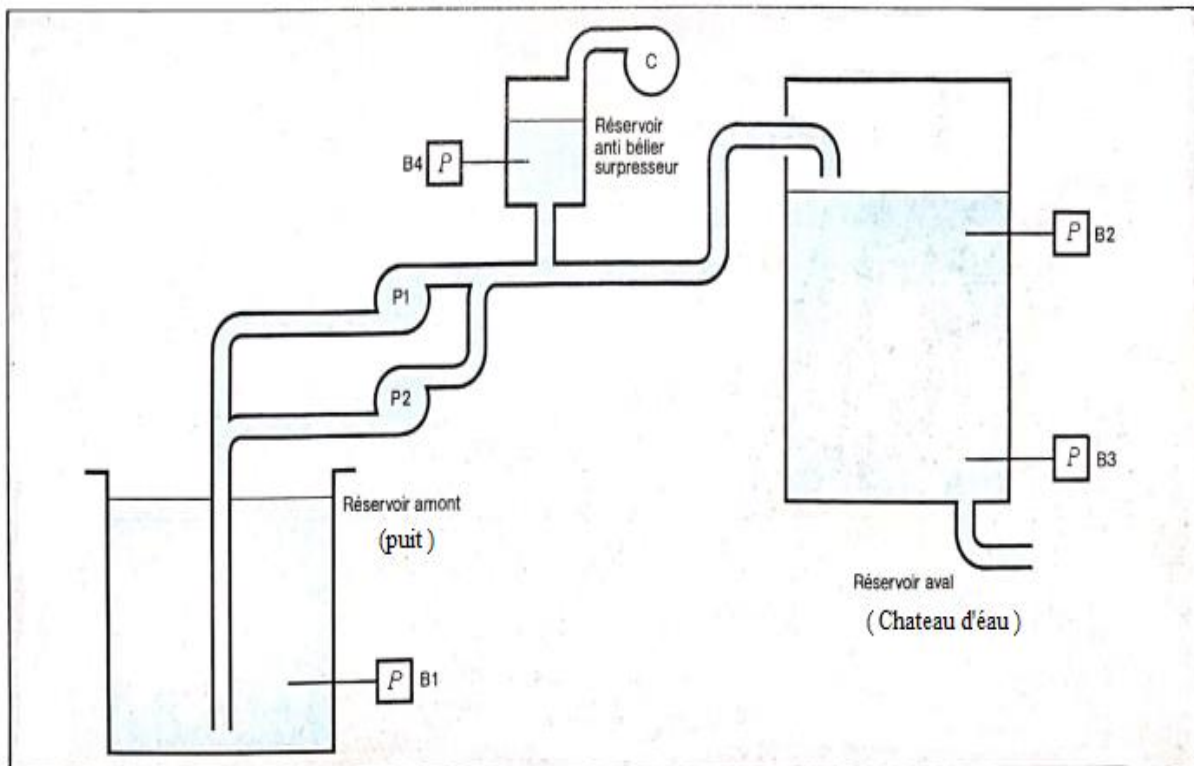 C
Réservoir
anti bélier
surpresseur
B4
P
P
B2
P1
P2
P
B3
Réservoir amont
(puit )
Réservoir aval
( Chateau d'éau )
P
B1